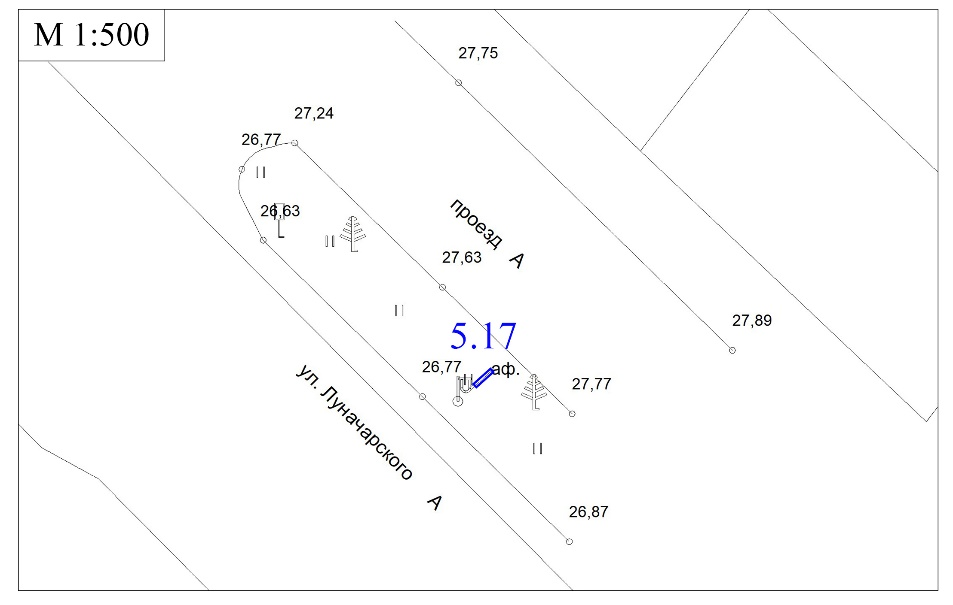 М 1:500
27,75
27,24
26,77
26,63
проезд А
27,63
27,89
5.17
26,77
аф.
27,77
ул. Луначарского А
26,87